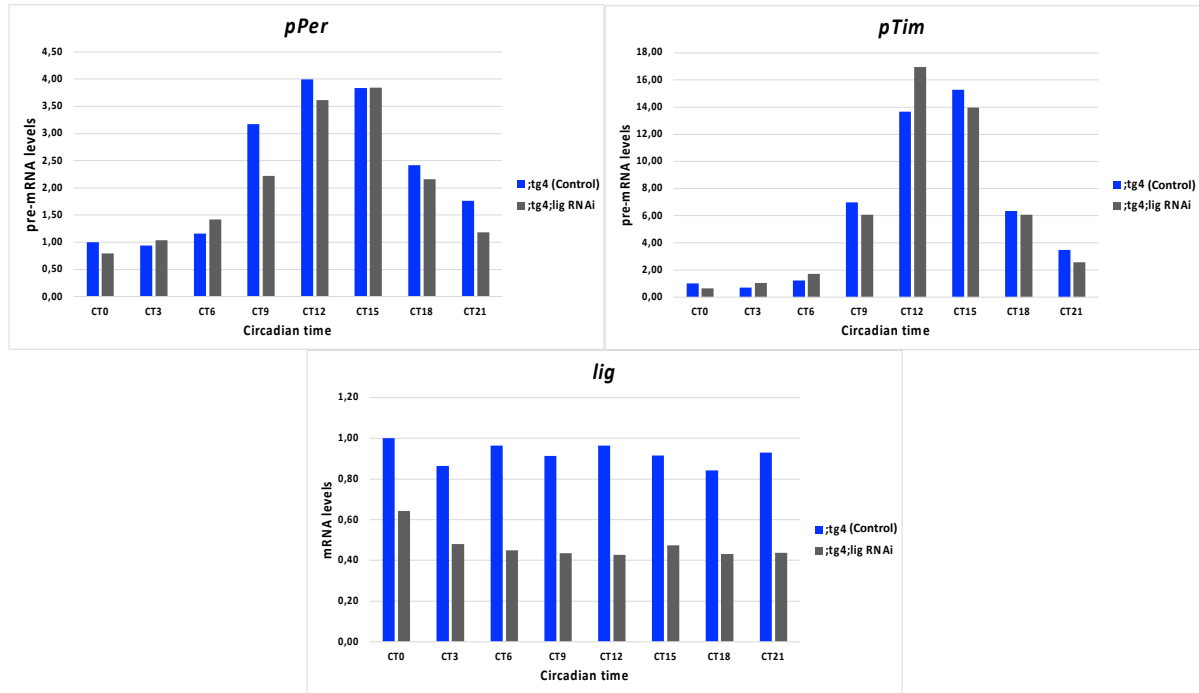 pPer
4,50
4,00
3,50
3,00
2,50
2,00
1,50
1,00
0,50
0,00
pre-mRNA levels
CT0 CT3 CT6 CT9 CT12 CT15 CT18 CT21
Circadian time
;tg4 (Control)
;tg4;lig RNAi
pTim
18,00
16,00
14,00
12,00
10,00
8,00
6,00
4,00
2,00
0,00
pre-mRNA levels
CT0 CT3 CT6 CT9 CT12 CT15 CT18 CT21
Circadian time
;tg4 (Control)
;tg4;lig RNAi
lig
1,20
1,00
0,80
0,60
0,40
0,20
0,00
mRNA levels
CT0 CT3 CT6 CT9 CT12 CT15 CT18 CT21
Circadian time
;tg4 (Control)
;tg4;lig RNAi